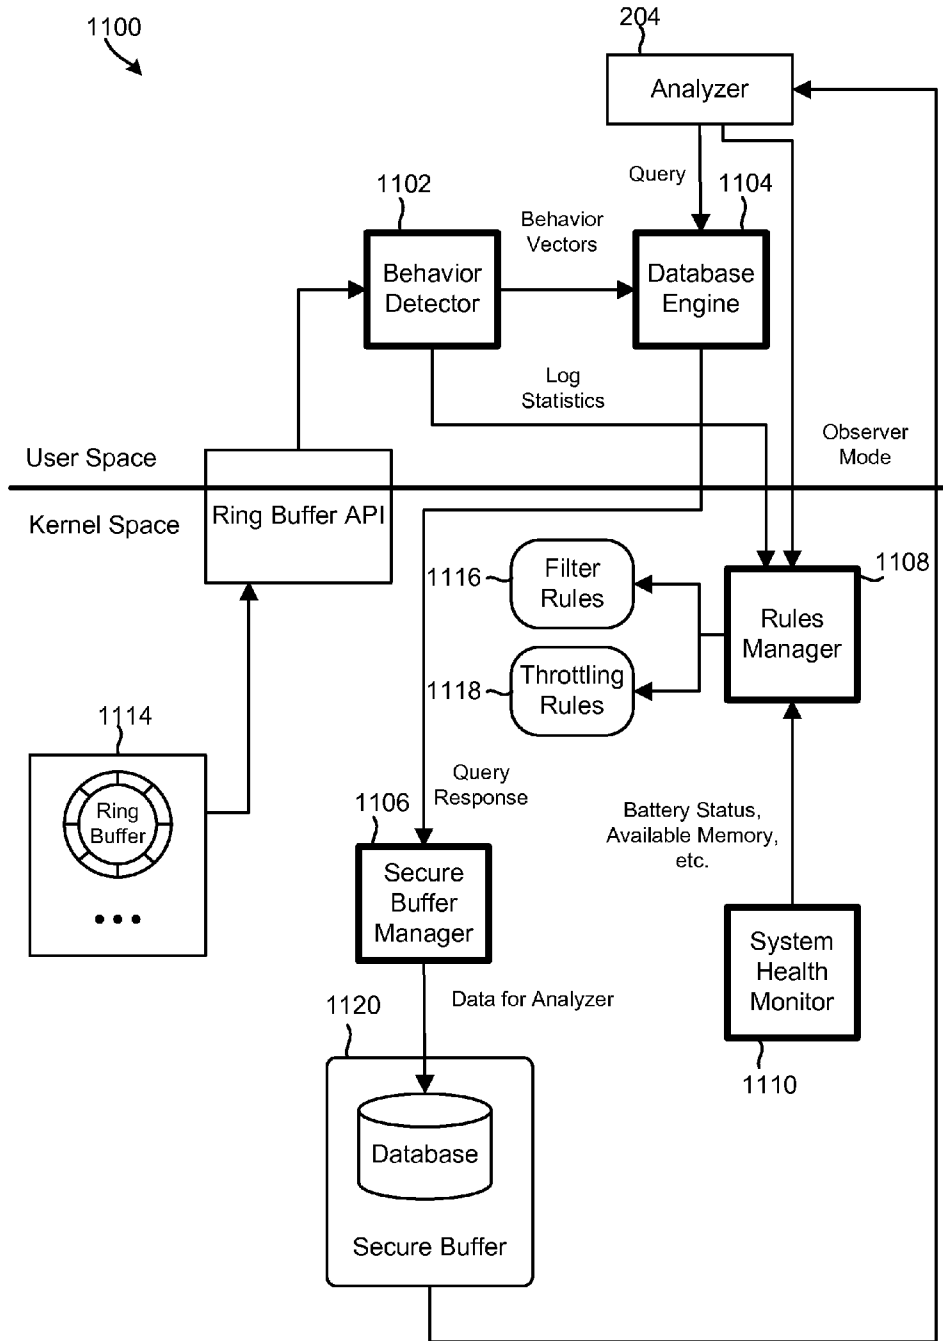 1100
204
Analyzer
Query
1102
1104
Behavior
Vectors
Behavior
Detector
Database
Engine
Log
Statistics
Observer
Mode
User Space
Kernel Space
Ring Buffer API
1116
Filter
Rules
1108
Rules
Manager
1118
Throttling
Rules
1114
Ring
Buffer
Query
Response
1106
Battery Status,
Available Memory,
etc.
Secure
Buffer
Manager
System
Health
Monitor
Data for Analyzer
1120
1110
Database
Secure Buffer